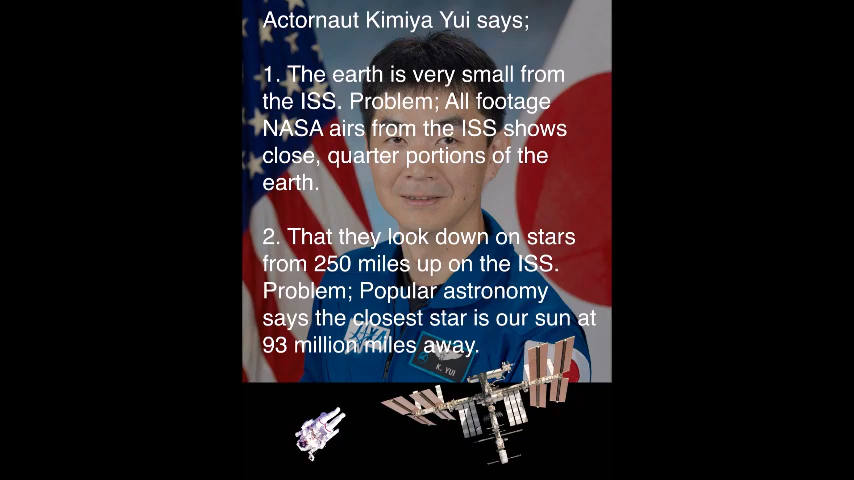 Actornaut Kimiya Yui says;
1. The earth is very small from
the ISS. Problem; All footage
NASA airs from the ISS shows
close, quarter portions of the
earth.
2. That they look down on stars
from 250 miles up on the ISS.
Problem; Popular astronomy
says the closest star is our sun at
93 million miles away.
K. YUI